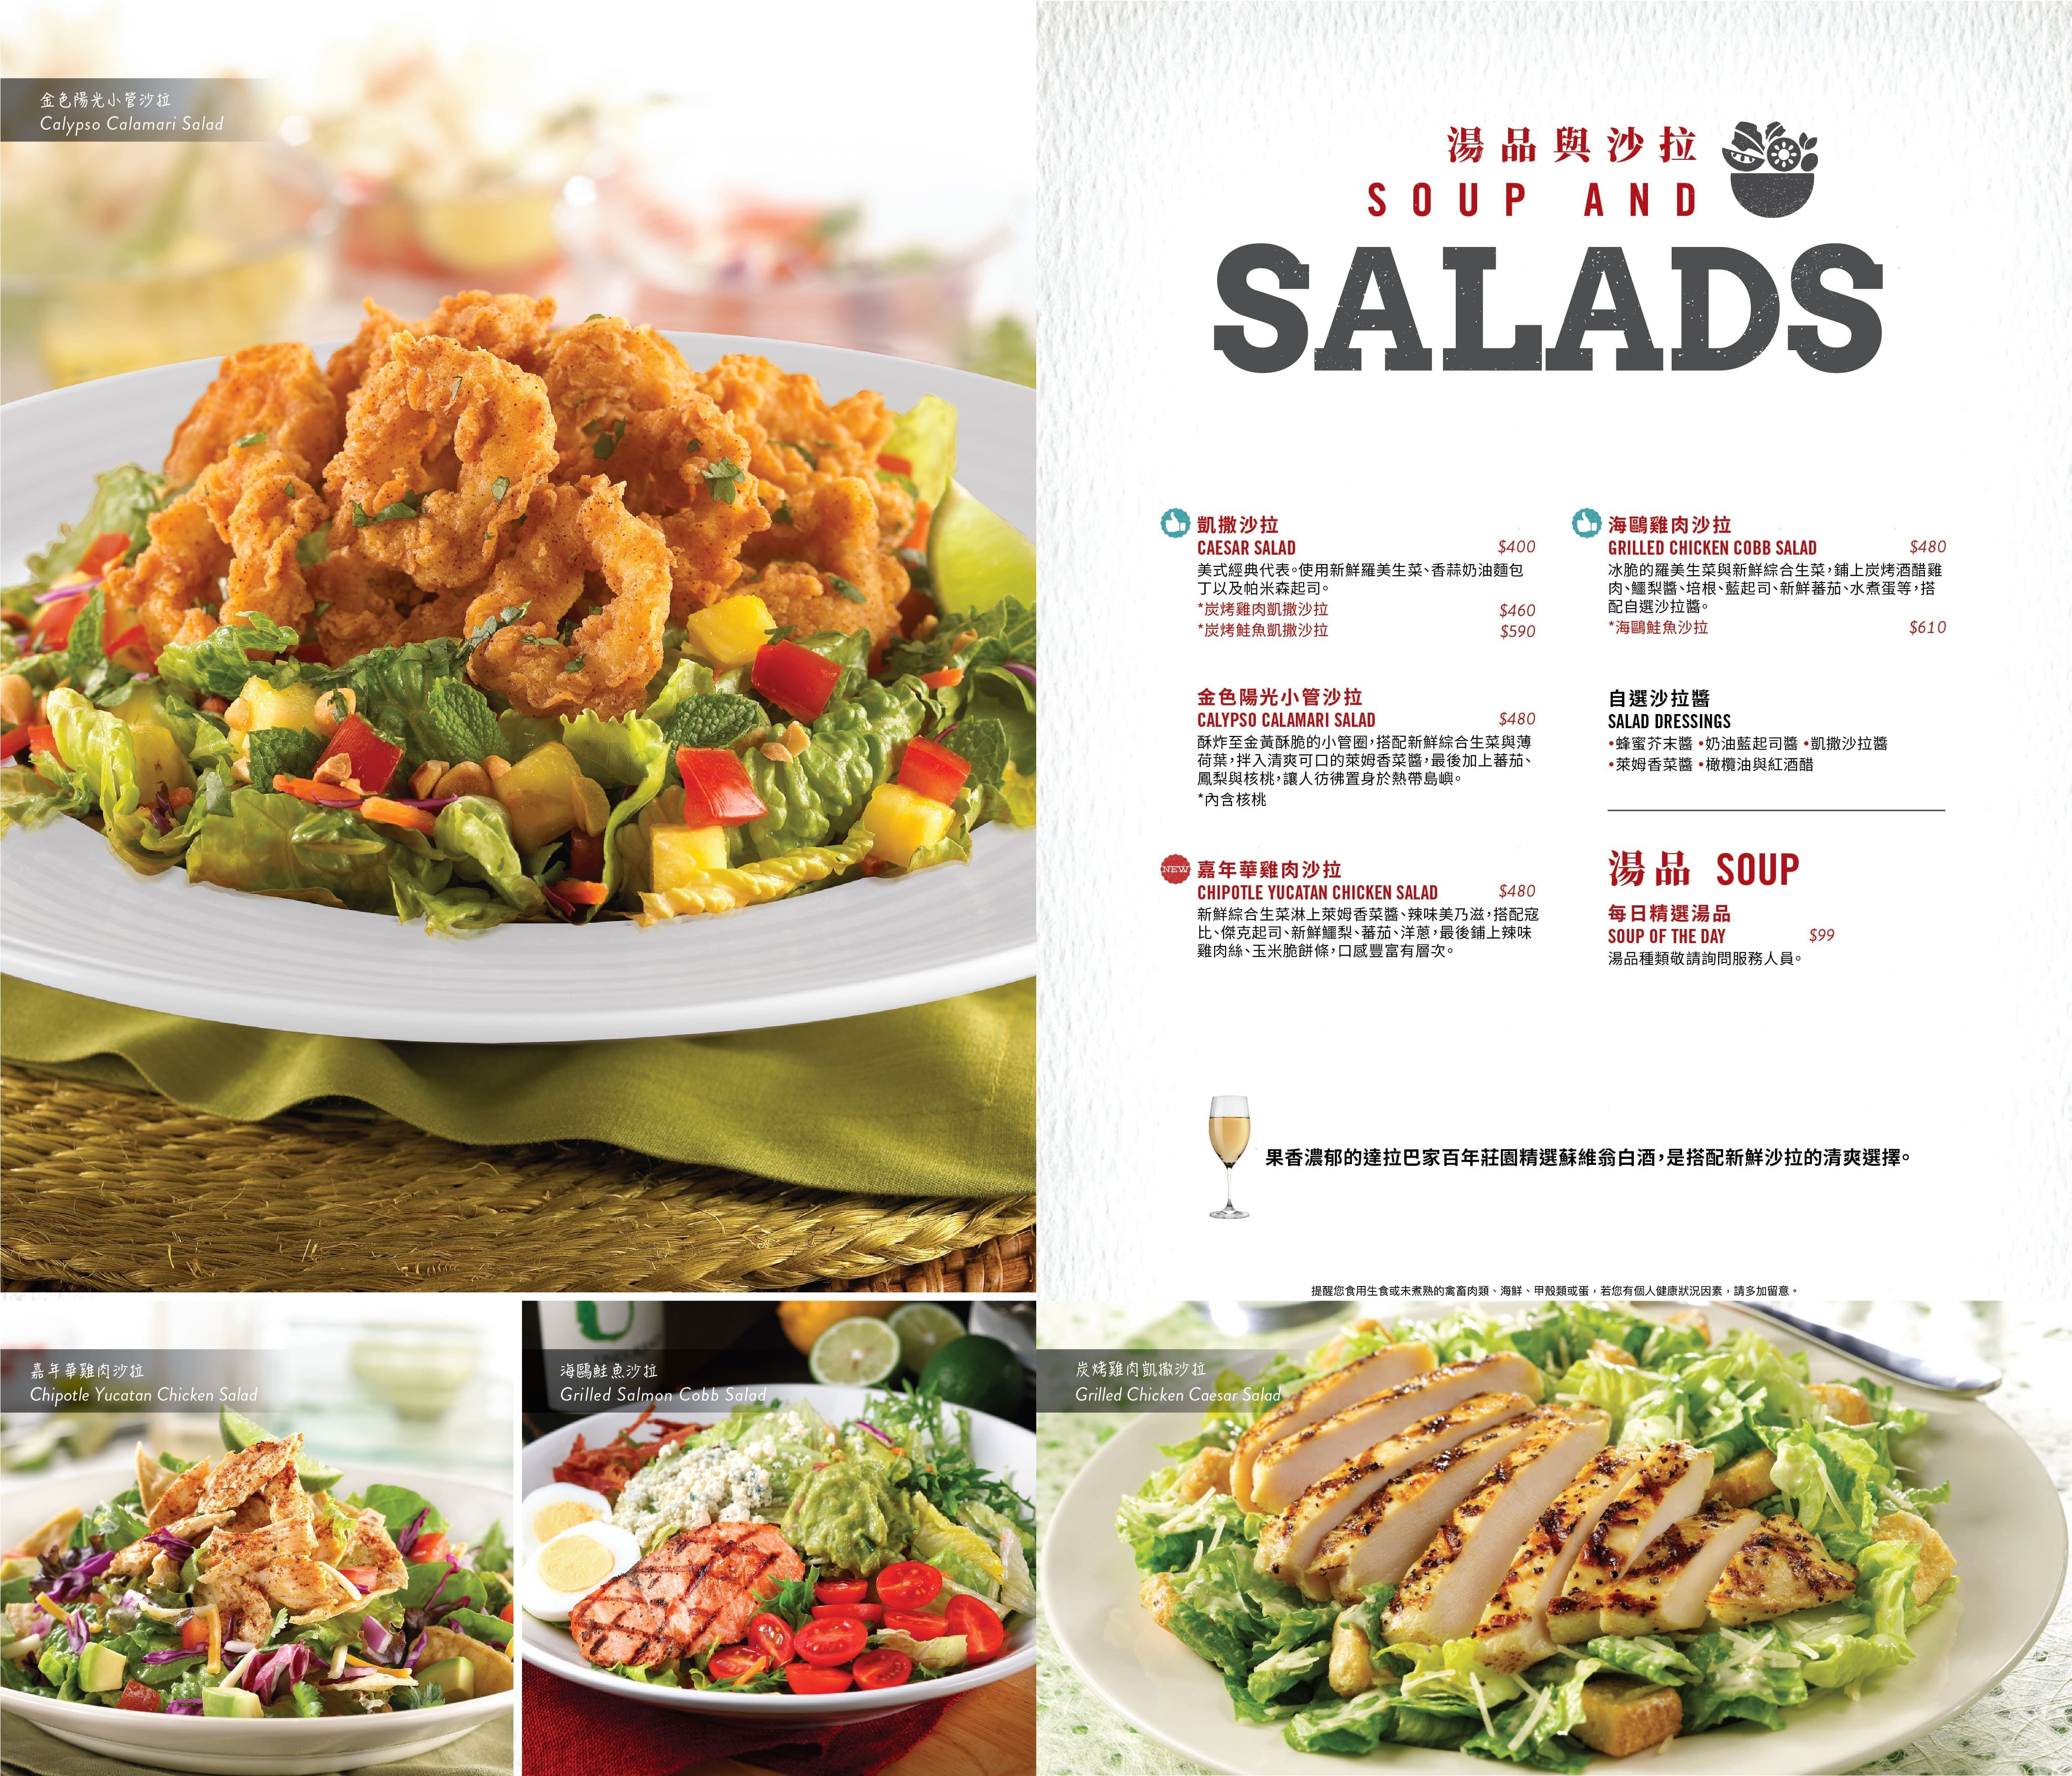 金色陽光小管沙拉
Calypso Calamari Salad
湯品與沙拉
SOUP AND
SALADS
凱撒沙拉
CAESAR SALAD $400
美式經典代表。使用新鮮羅美生菜、香蒜奶油麵包
丁以及帕米森起司。
*炭烤雞肉凱撒沙拉 $460
*炭烤鮭魚凱撒沙拉 $590
金色陽光小管沙拉
CALYPSO CALAMARI SALAD $480
酥炸至金黃酥脆的小管圈，搭配新鮮綜合生菜與薄
荷葉，拌入清爽可口的萊姆香菜醬，最後加上蕃茄、
鳳梨與核桃，讓人彷彿置身於熱帶島嶼。
*內含核桃
NEW
嘉年華雞肉沙拉
CHIPOTLE YUCATAN CHICKEN SALAD $480
新鮮綜合生菜淋上萊姆香菜醬、辣味美乃滋，搭配寇
比、傑克起司、新鮮鱷梨、蕃茄、洋蔥，最後鋪上辣味
雞肉絲、玉米脆餅條，口感豐富有層次。
海鷗雞肉沙拉
GRILLED CHICKEN COBB SALAD $480
冰脆的羅美生菜與新鮮綜合生菜，鋪上炭烤酒醋雞
肉、鱷梨醬、培根、藍起司、新鮮蕃茄、水煮蛋等，搭
配自選沙拉醬。
*海鷗鮭魚沙拉 $610
自選沙拉醬
SALAD DRESSINGS
•蜂蜜芥末醬 •奶油藍起司醬 •凱撒沙拉醬
•萊姆香菜醬 •橄欖油與紅酒醋
湯品 SOUP
每日精選湯品
SOUP OF THE DAY $99
湯品種類敬請詢問服務人員。
果香濃郁的達拉巴家百年莊園精選蘇維翁白酒，是搭配新鮮沙拉的清爽選擇。
提醒您食用生食或未煮熟的禽畜肉類、海鮮、甲殼類或蛋，若您有個人健康狀況因素，請多加留意。
嘉年華雞肉沙拉
Chipotle Yucatan Chicken Salad
海鷗鮭魚沙拉
Grilled Salmon Cobb Salad
炭烤雞肉凱撒沙拉
Grilled Chicken Caesar Salad